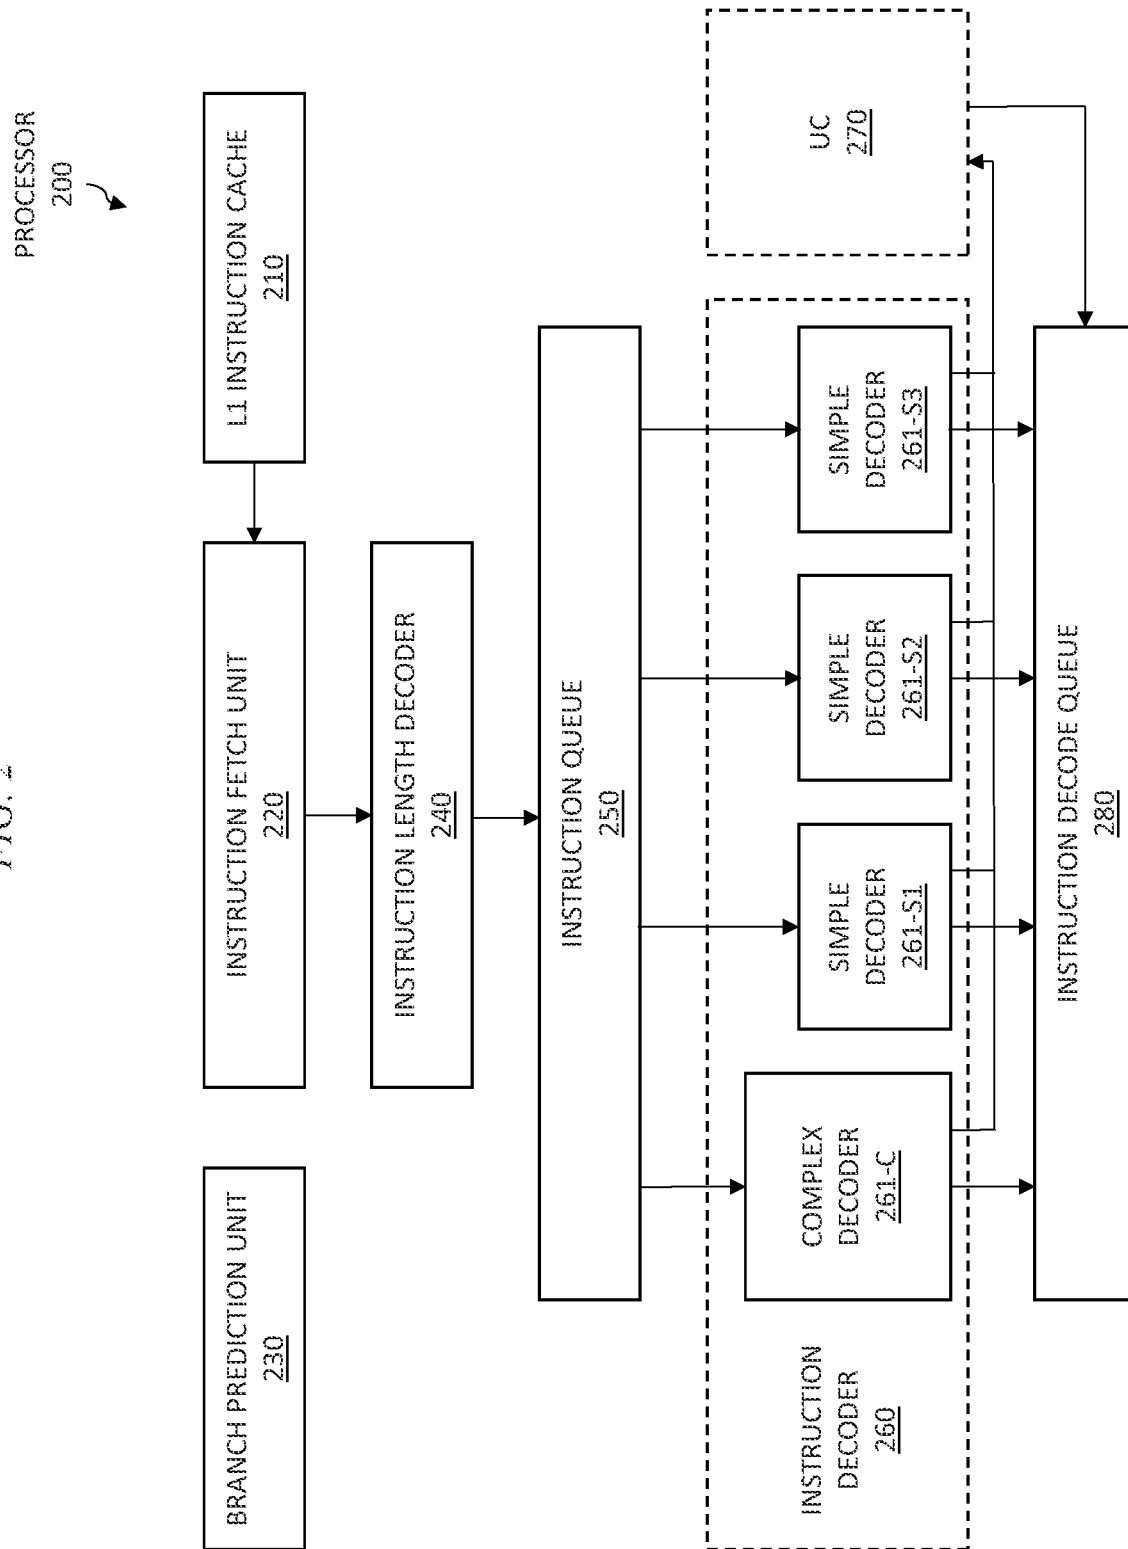 PROCESSOR
200
BRANCH PREDICTION UNIT
230
INSTRUCTION FETCH UNIT
220
L1 INSTRUCTION CACHE
210
INSTRUCTION LENGTH DECODER
240
INSTRUCTION QUEUE
250
INSTRUCTION
DECODER
260
COMPLEX
DECODER
261-C
SIMPLE
DECODER
261-S1
SIMPLE
DECODER
261-S2
SIMPLE
DECODER
261-S3
UC
270
INSTRUCTION DECODE QUEUE
280